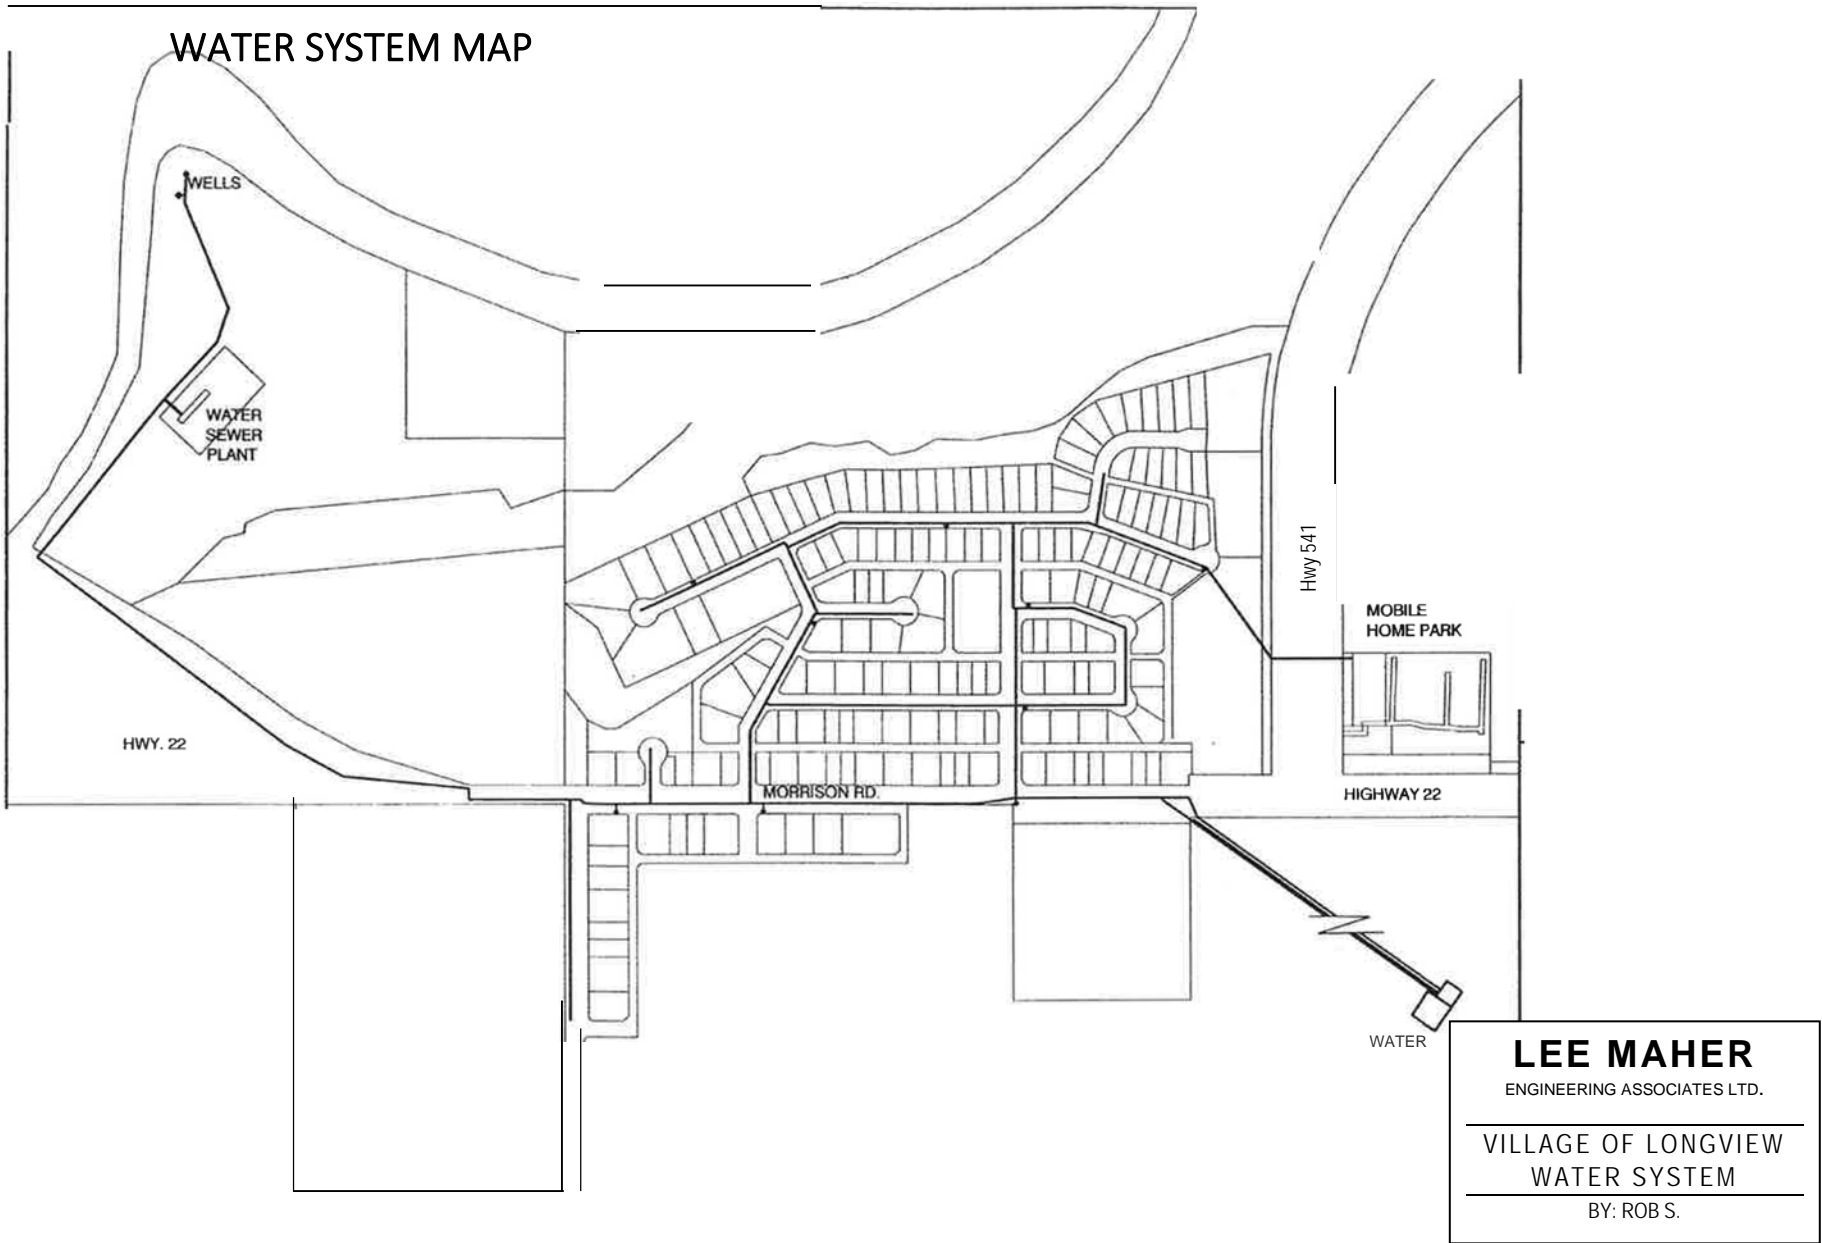 WATER SYSTEM MAP
WELLS
WATER
SEWER
PLANT
Hwy 541
MOBILE
HOME PARK
HWY. 22
MORRISON RD.
HIGHWAY 22
WATER
LEE MAHER
ENGINEERING ASSOCIATES LTD.
VILLAGE OF LONGVIEW
WATER SYSTEM
BY: ROB S.